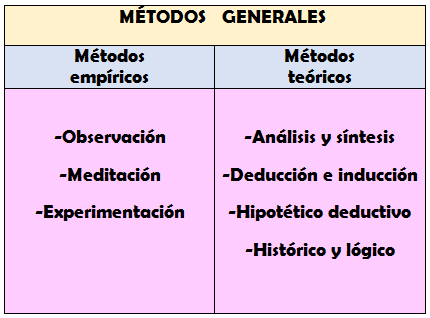 MÉTODOS GENERALES
Métodos
empíricos
Métodos
teóricos
-Observación
-Meditación
-Experimentación
-Análisis y síntesis
-Deducción e inducción
-Hipotético deductivo
-Histórico y lógico